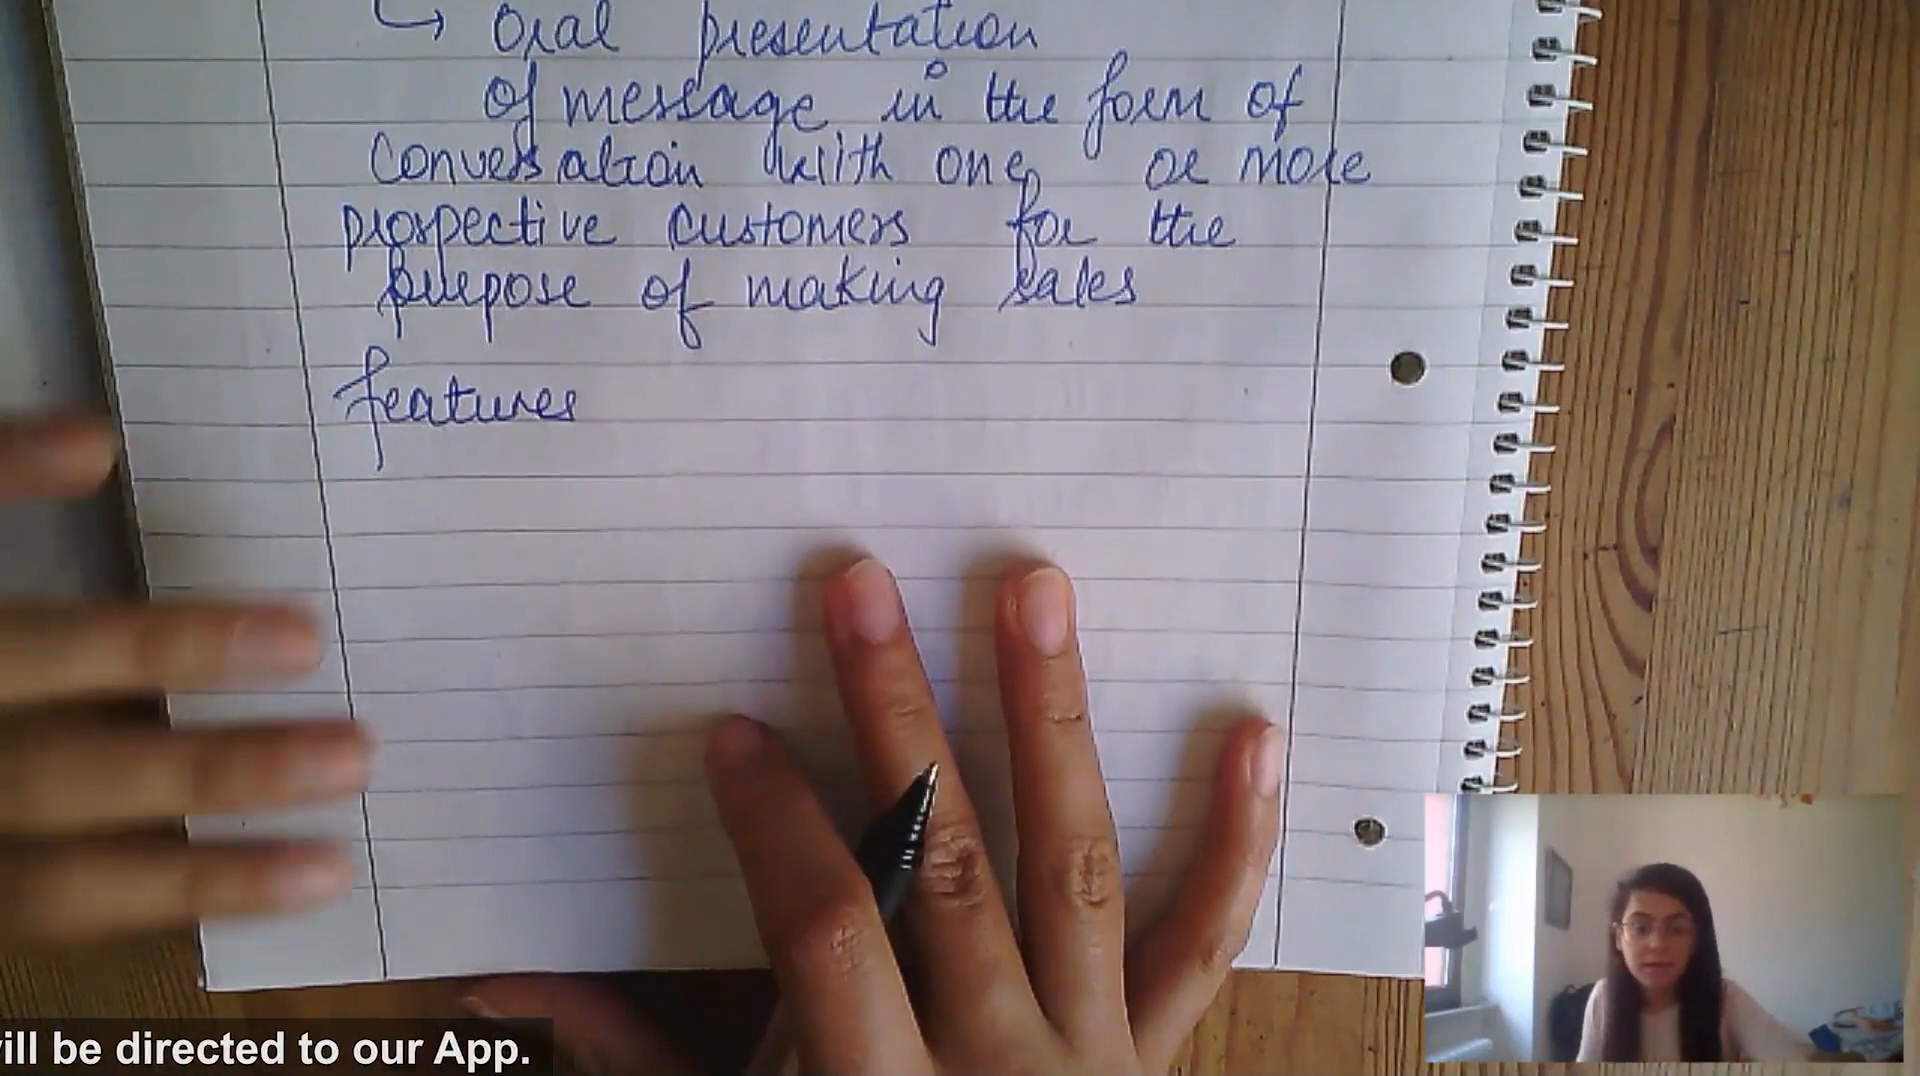 ↳ Oral presentation
of message in the form of
conversation with one or more
prospective customers for the
purpose of making sales
features
ill be directed to our App.